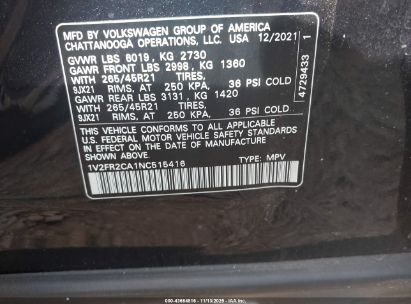 MFD. BY VOLKSWAGEN GROUP OF AMERICA
CHATTANOOGA OPERATIONS, LLC. USA 12/2021
GVWR LBS 6019 , KG 2730
GAWR FRONT LBS 2998, KG 1360
WITH 265/45R21 TIRES,
9JX21 RIMS, AT 250 KPA, 36 PSI COLD
GAWR REAR LBS 3131, KG 1420
WITH 265/45R21 TIRES,
9JX21 RIMS, AT 250 KPA, 36 PSI COLD
THIS VEHICLE CONFORMS TO ALL APPLICABLE
U.S. FEDERAL MOTOR VEHICLE SAFETY
STANDARDS IN EFFECT ON THE DATE OF
MANUFACTURE SHOWN ABOVE.
1V2FR2CA1NC515416 TYPE: MPV
4729433 1